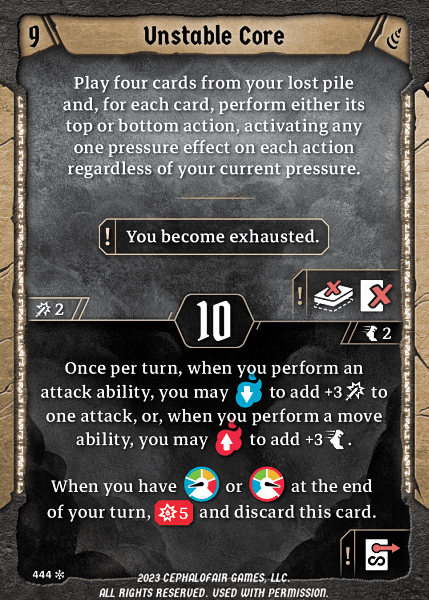 9
Unstable Core
Play four cards from your lost pile
and, for each card, perform either its
top or bottom action, activating any
one pressure effect on each action
regardless of your current pressure.
! You become exhausted.
!
2
10
2
Once per turn, when you perform an
attack ability, you may to add +3 to
one attack, or, when you perform a move
ability, you may to add +3 .
When you have or at the end
of your turn, 5 and discard this card.
!
S
444
2023 CEPHALOFAIR GAMES, LLC.
ALL RIGHTS RESERVED. USED WITH PERMISSION.